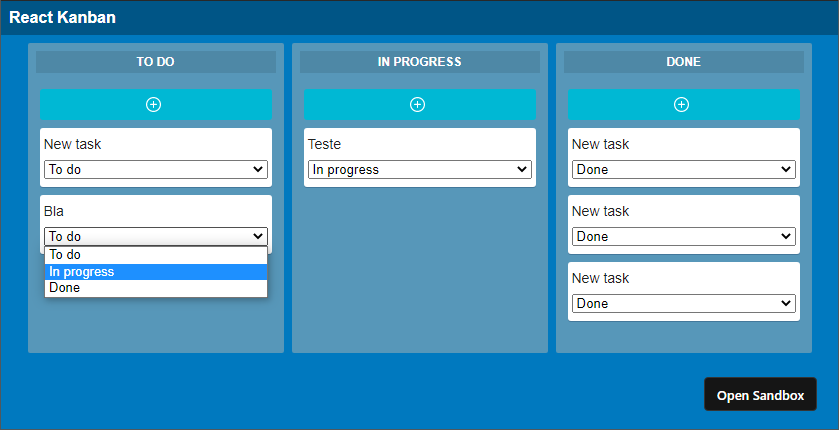 React Kanban
TO DO
New task
To do
Bla
To do
To do
In progress
Done
IN PROGRESS
Teste
In progress
DONE
New task
Done
New task
Done
New task
Done
Open Sandbox